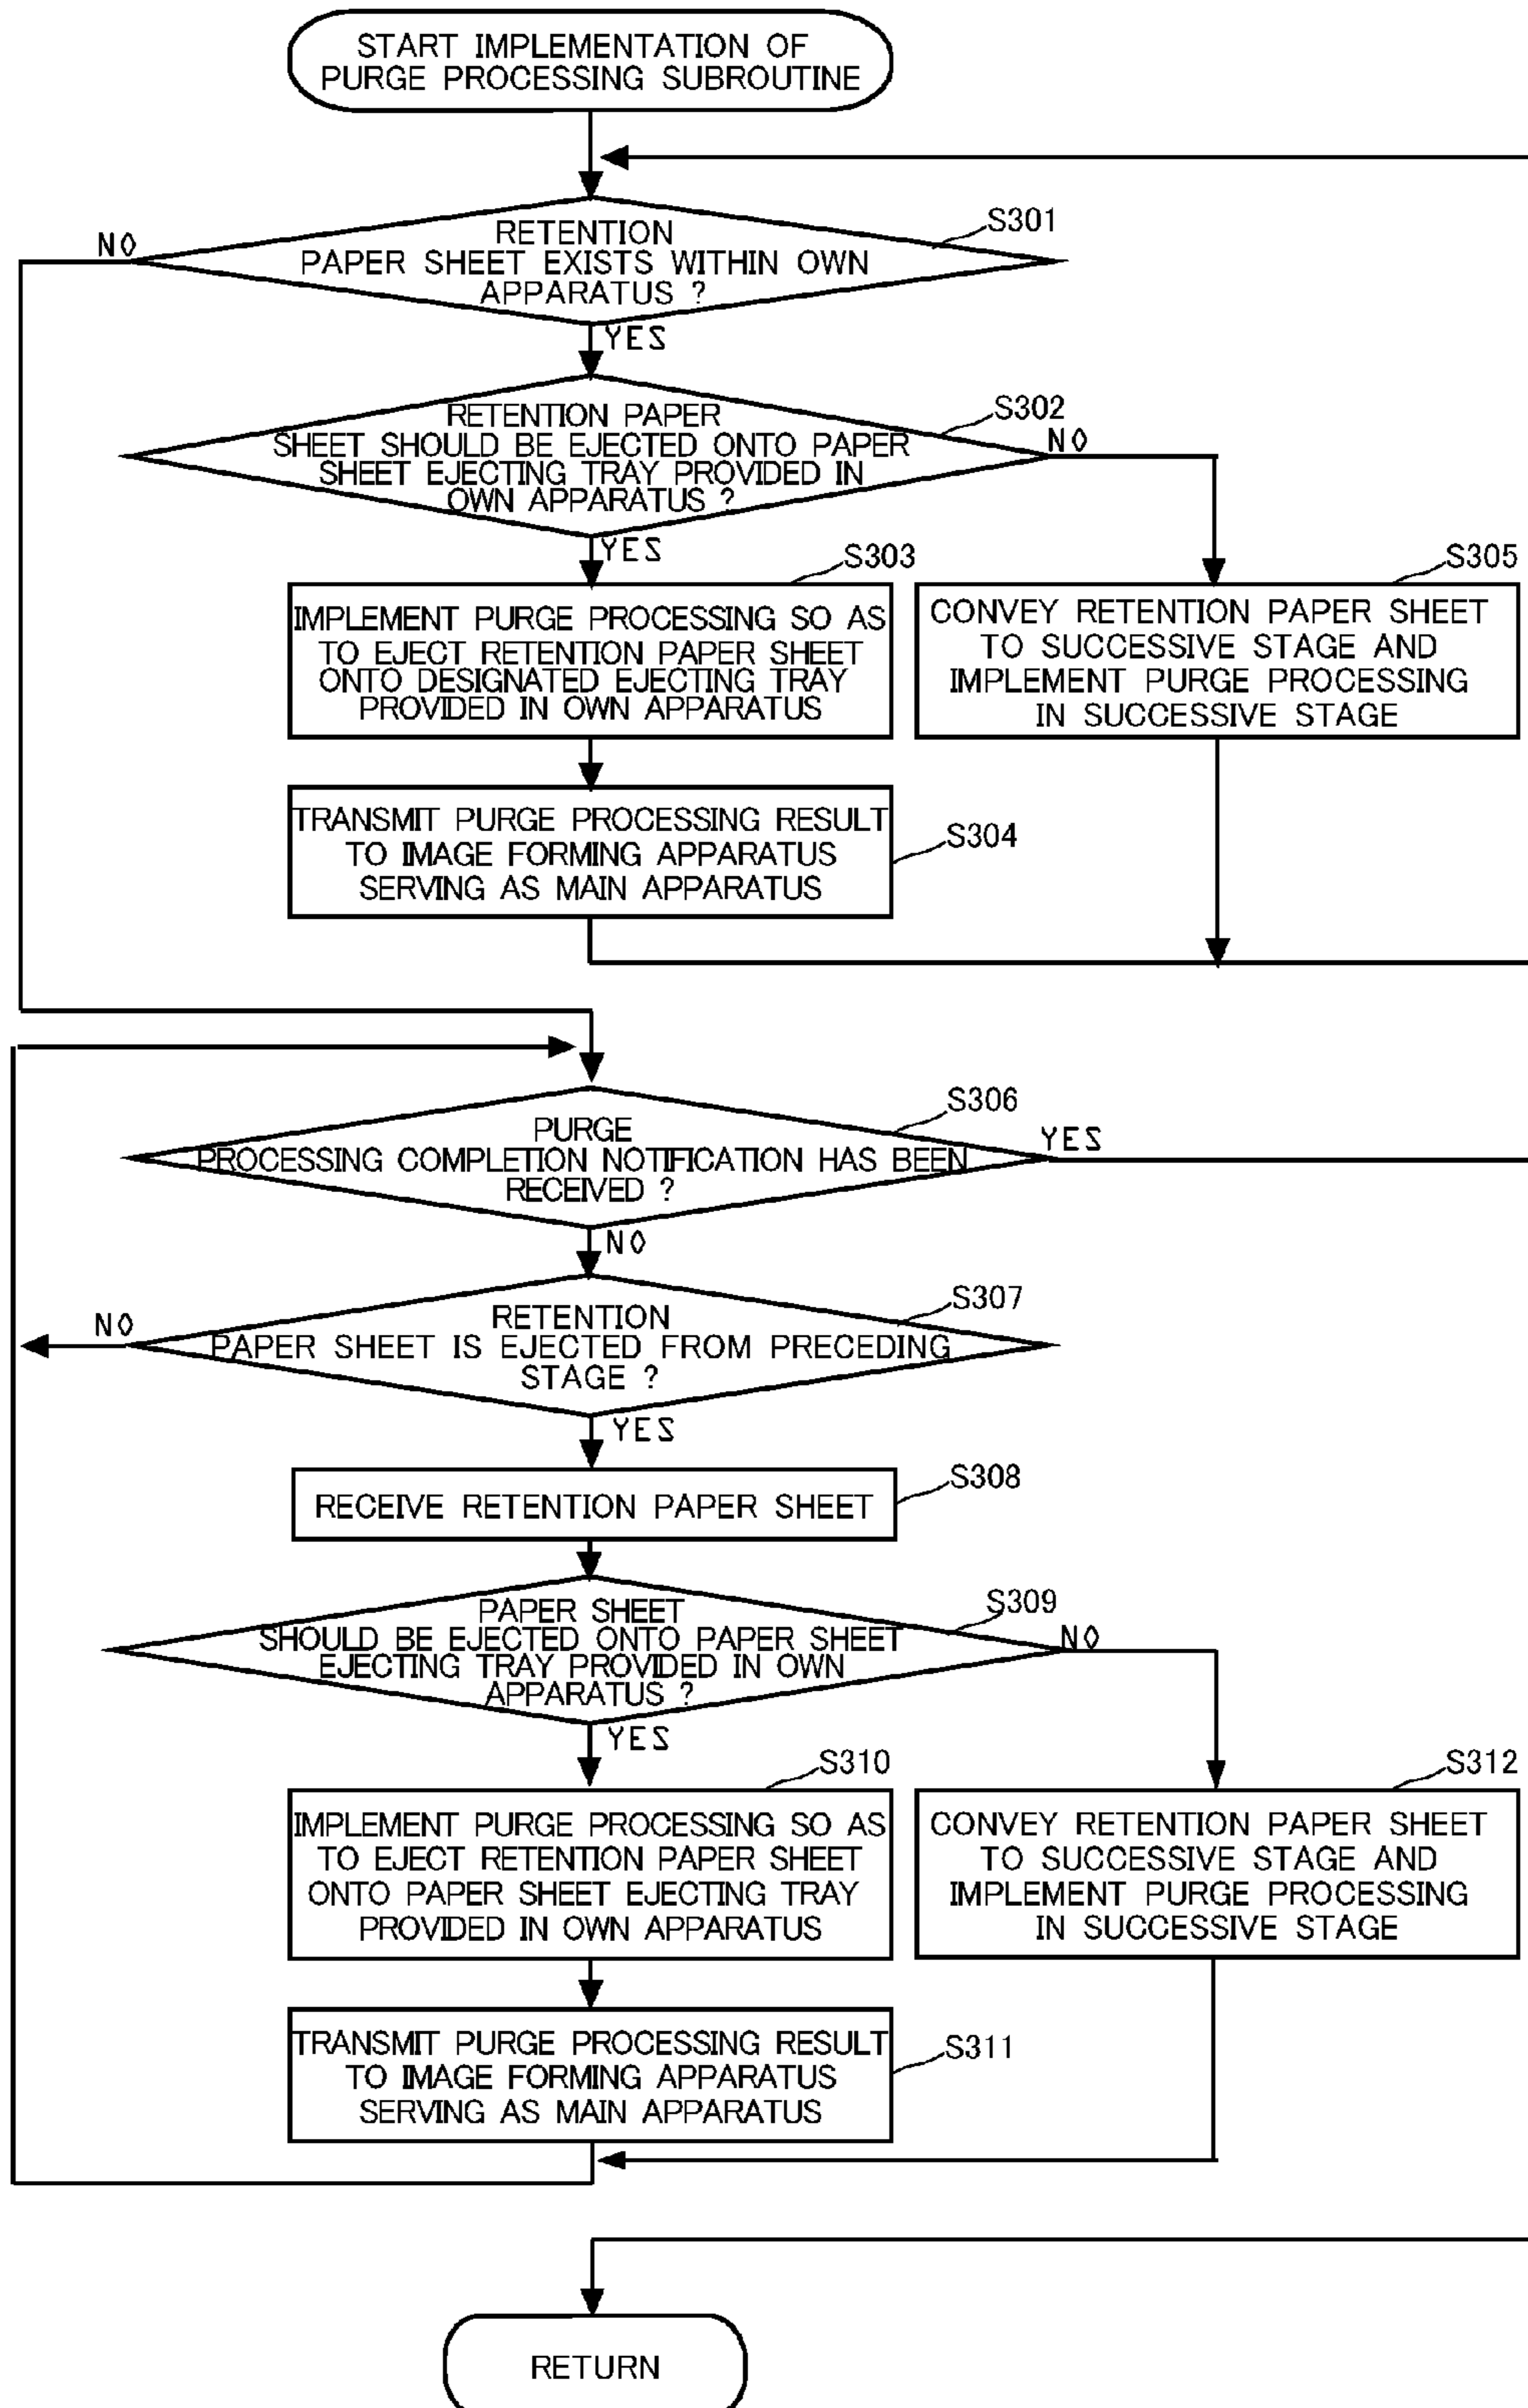 START IMPLEMENTATION OF
PURGE PROCESSING SUBROUTINE
S301
NO
RETENTION
PAPER SHEET EXISTS WITHIN OWN
APPARATUS ?
YES
S302
RETENTION PAPER
SHEET SHOULD BE EJECTED ONTO PAPER
SHEET EJECTING TRAY PROVIDED IN
OWN APPARATUS ?
NO
YES
S303
IMPLEMENT PURGE PROCESSING SO AS
TO EJECT RETENTION PAPER SHEET
ONTO DESIGNATED EJECTING TRAY
PROVIDED IN OWN APPARATUS
S305
CONVEY RETENTION PAPER SHEET
TO SUCCESSIVE STAGE AND
IMPLEMENT PURGE PROCESSING
IN SUCCESSIVE STAGE
TRANSMIT PURGE PROCESSING RESULT
TO IMAGE FORMING APPARATUS
SERVING AS MAIN APPARATUS
S304
S306
PURGE
PROCESSING COMPLETION NOTIFICATION HAS BEEN
RECEIVED ?
YES
NO
S307
NO
RETENTION
PAPER SHEET IS EJECTED FROM PRECEDING
STAGE ?
YES
S308
RECEIVE RETENTION PAPER SHEET
S309
PAPER SHEET
SHOULD BE EJECTED ONTO PAPER SHEET
EJECTING TRAY PROVIDED IN OWN
APPARATUS ?
NO
YES
S310
IMPLEMENT PURGE PROCESSING SO AS
TO EJECT RETENTION PAPER SHEET
ONTO PAPER SHEET EJECTING TRAY
PROVIDED IN OWN APPARATUS
S312
CONVEY RETENTION PAPER SHEET
TO SUCCESSIVE STAGE AND
IMPLEMENT PURGE PROCESSING
IN SUCCESSIVE STAGE
TRANSMIT PURGE PROCESSING RESULT
TO IMAGE FORMING APPARATUS
SERVING AS MAIN APPARATUS
S311
RETURN